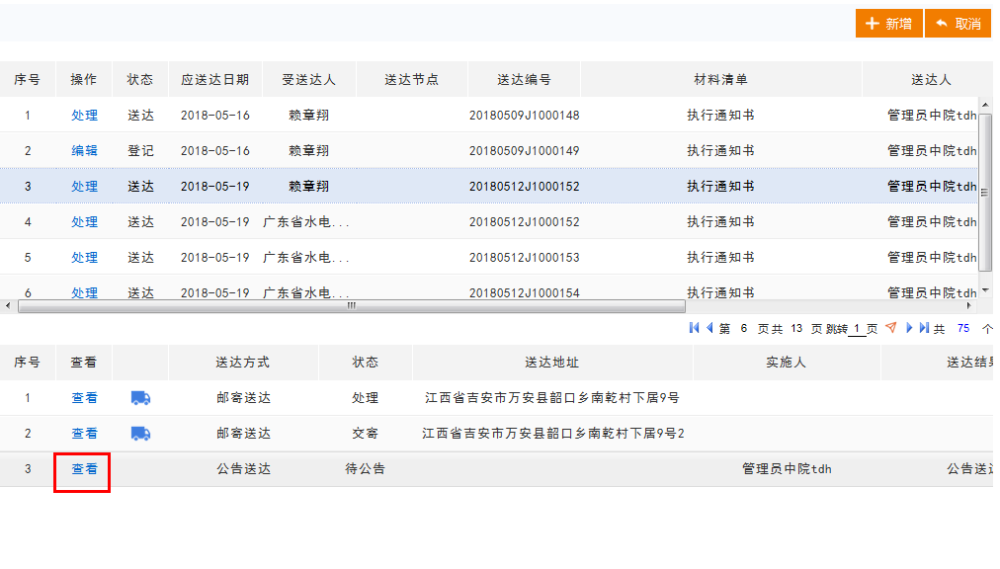 新增 取消
序号 操作 状态 应送达日期 受送达人 送达节点 送达编号 材料清单 送达人
1 处理 送达 2018-05-16 赖章翔 20180509J1000148 执行通知书 管理员中院tdh
2 编辑 登记 2018-05-16 赖章翔 20180509J1000149 执行通知书 管理员中院tdh
3 处理 送达 2018-05-19 赖章翔 20180512J1000152 执行通知书 管理员中院tdh
4 处理 送达 2018-05-19 广东省水电... 20180512J1000152 执行通知书 管理员中院tdh
5 处理 送达 2018-05-19 广东省水电... 20180512J1000153 执行通知书 管理员中院tdh
6 处理 送达 2018-05-19 广东省水电... 20180512J1000154 执行通知书 管理员中院tdh
第 6 页共 13 页 跳转 1 页 共 75 个
序号 查看 送达方式 状态 送达地址 实施人 送达结果
1 查看 邮寄送达 处理 江西省吉安市万安县韶口乡南乾村下居9号
2 查看 邮寄送达 交寄 江西省吉安市万安县韶口乡南乾村下居9号2
3 查看 公告送达 待公告 管理员中院tdh 公告送达